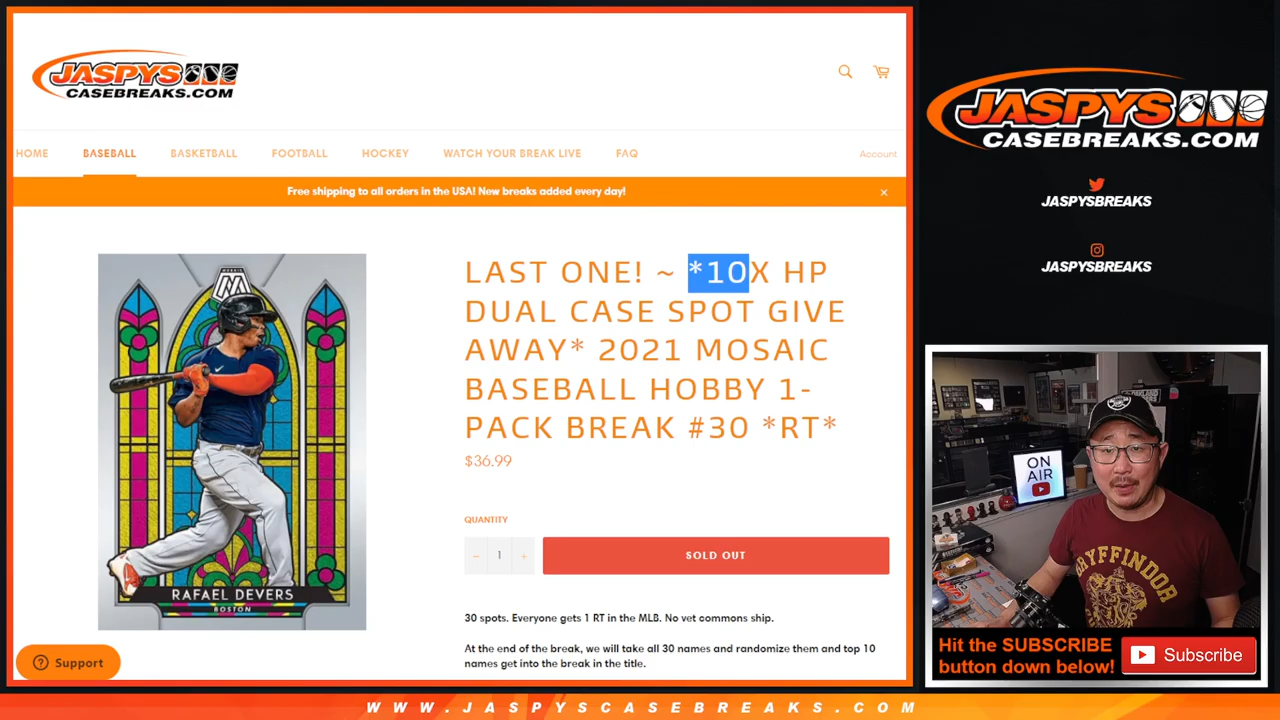 JASPYS
CASEBREAKS.COM
HOME BASEBALL BASKETBALL FOOTBALL HOCKEY WATCH YOUR BREAK LIVE FAQ Account
Free shipping to all orders in the USA! New breaks added every day! ×
MOSAIC
RAFAEL DEVERS
BOSTON
LAST ONE! ~ *10X HP
DUAL CASE SPOT GIVE
AWAY* 2021 MOSAIC
BASEBALL HOBBY 1-
PACK BREAK #30 *RT*
$36.99
QUANTITY
− 1 +
SOLD OUT
30 spots. Everyone gets 1 RT in the MLB. No vet commons ship.
At the end of the break, we will take all 30 names and randomize them and top 10
names get into the break in the title.
? Support
JASPYS
CASEBREAKS.COM
JASPYSBREAKS
JASPYSBREAKS
ON
AIR
GRYFFINDOR
Hit the SUBSCRIBE
button down below!
Subscribe
WWW.JASPYSCASEBREAKS.COM